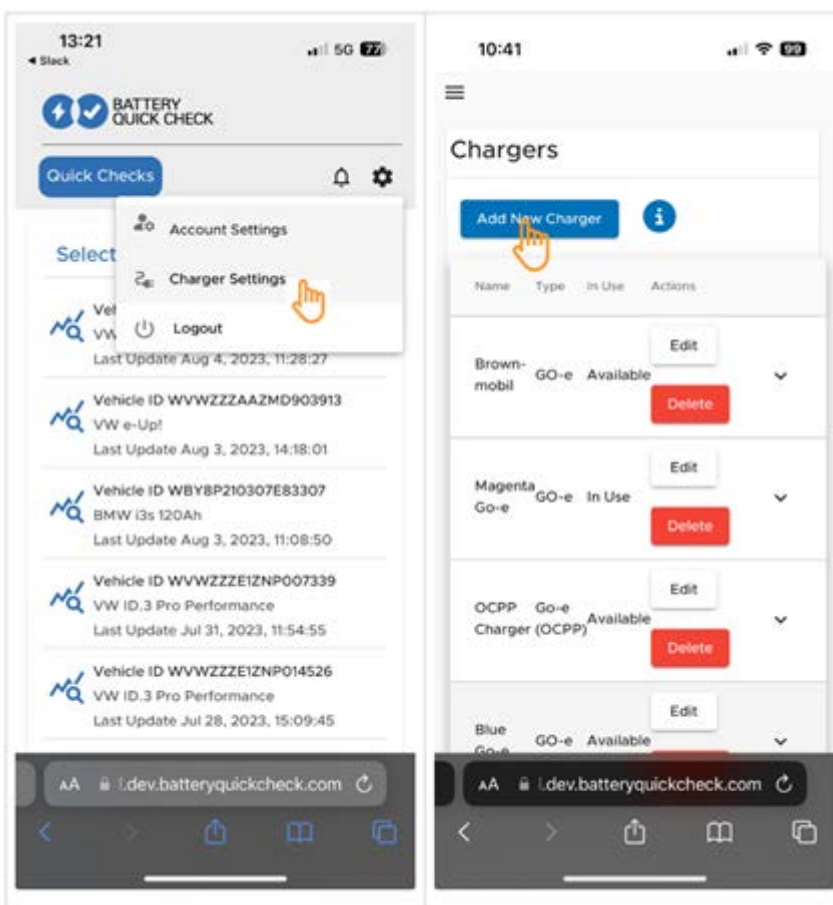 13:21
◀ Slack
5G 77
BATTERY
QUICK CHECK
Quick Checks
Account Settings
Select
Charger Settings
Logout
Last Update Aug 4, 2023, 11:28:27
Vehicle ID WVWZZZAAZMD903913
VW e-Up!
Last Update Aug 3, 2023, 14:18:01
Vehicle ID WBY8P210307E83307
BMW i3s 120Ah
Last Update Aug 3, 2023, 11:08:50
Vehicle ID WVWZZZE1ZNP007339
VW ID.3 Pro Performance
Last Update Jul 31, 2023, 11:54:55
Vehicle ID WVWZZZE1ZNP014526
VW ID.3 Pro Performance
Last Update Jul 28, 2023, 15:09:45
AA .dev.batteryquickcheck.com
10:41
99
Chargers
Add New Charger i
Name Type In Use Actions
Edit
Brown-
mobil GO-e Available
Delete
Edit
Magenta
Go-e GO-e In Use
Delete
Edit
OCPP Go-e
Charger (OCPP) Available
Delete
Edit
Blue
Go-e GO-e Available
AA .dev.batteryquickcheck.com